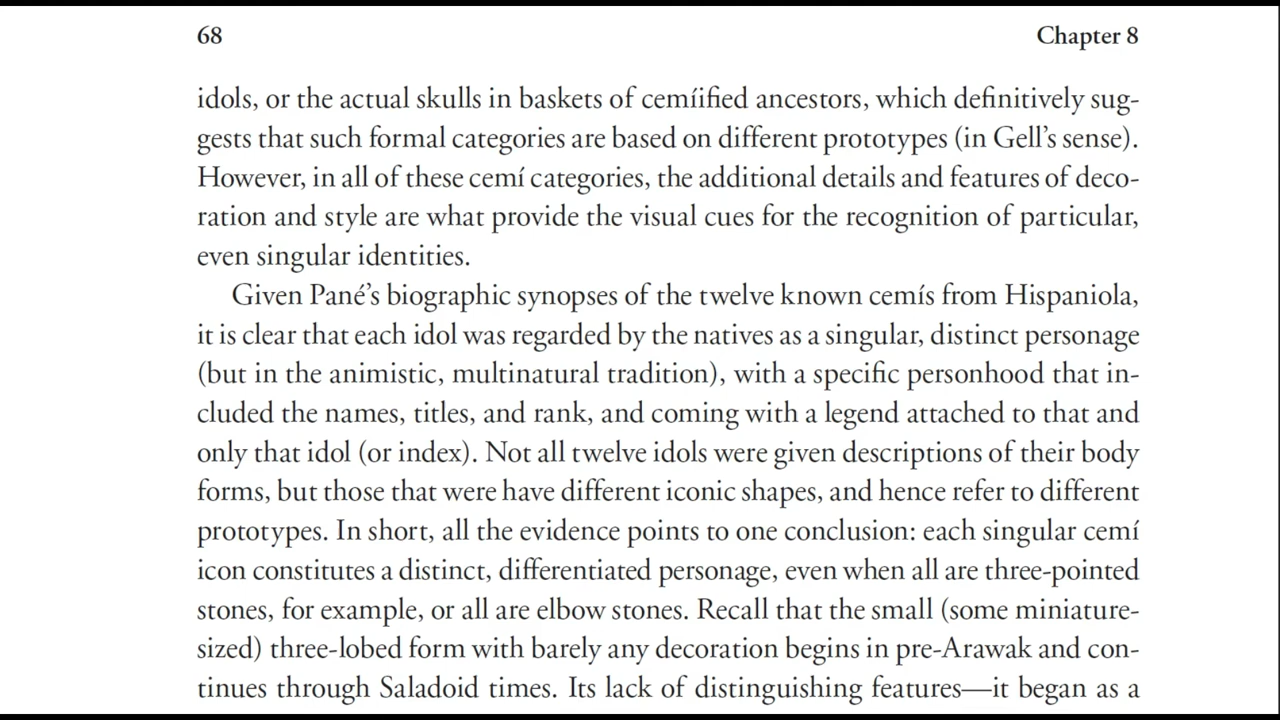 68 Chapter 8
idols, or the actual skulls in baskets of cemíified ancestors, which definitively sug-
gests that such formal categories are based on different prototypes (in Gell’s sense).
However, in all of these cemí categories, the additional details and features of deco-
ration and style are what provide the visual cues for the recognition of particular,
even singular identities.
Given Pané’s biographic synopses of the twelve known cemís from Hispaniola,
it is clear that each idol was regarded by the natives as a singular, distinct personage
(but in the animistic, multinatural tradition), with a specific personhood that in-
cluded the names, titles, and rank, and coming with a legend attached to that and
only that idol (or index). Not all twelve idols were given descriptions of their body
forms, but those that were have different iconic shapes, and hence refer to different
prototypes. In short, all the evidence points to one conclusion: each singular cemí
icon constitutes a distinct, differentiated personage, even when all are three-pointed
stones, for example, or all are elbow stones. Recall that the small (some miniature-
sized) three-lobed form with barely any decoration begins in pre-Arawak and con-
tinues through Saladoid times. Its lack of distinguishing features—it began as a